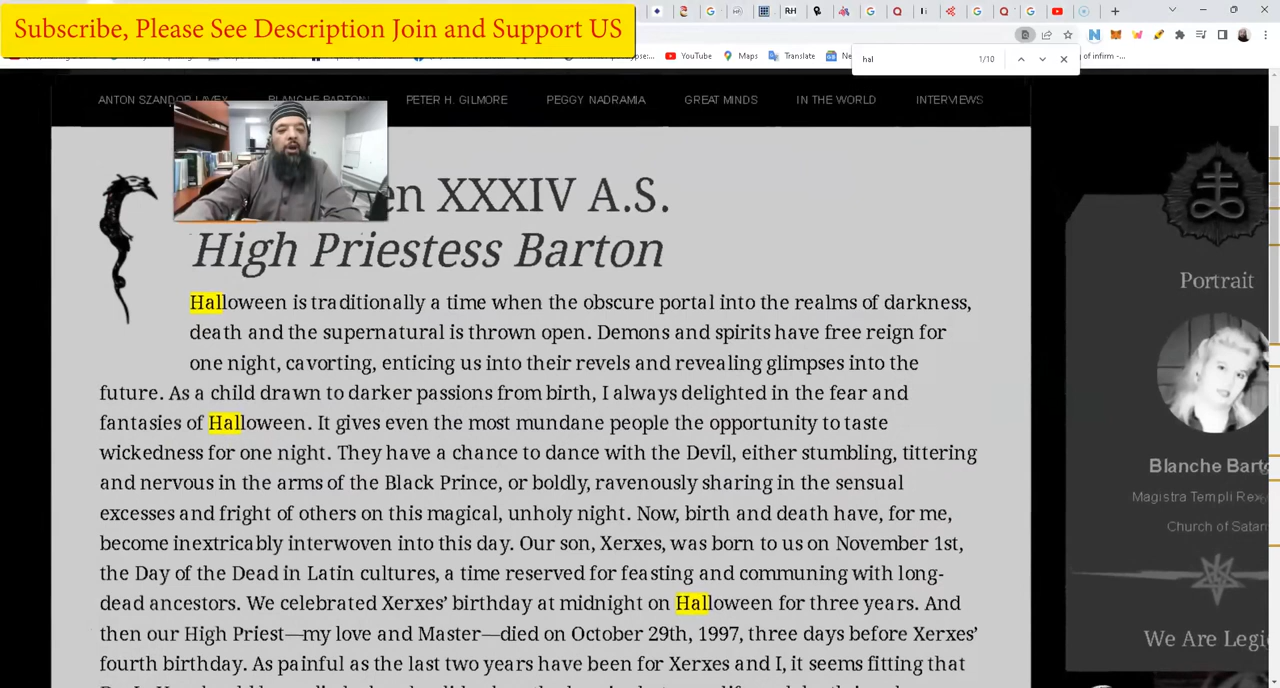 Subscribe, Please See Description Join and Support US
hal
1/10
YouTube
Maps
Translate
of infirm -...
ANTON SZANDOR LAVEY BLANCHE BARTON PETER H. GILMORE PEGGY NADRAMIA GREAT MINDS IN THE WORLD INTERVIEWS
en XXXIV A.S.
High Priestess Barton
Halloween is traditionally a time when the obscure portal into the realms of darkness,
death and the supernatural is thrown open. Demons and spirits have free reign for
one night, cavorting, enticing us into their revels and revealing glimpses into the
future. As a child drawn to darker passions from birth, I always delighted in the fear and
fantasies of Halloween. It gives even the most mundane people the opportunity to taste
wickedness for one night. They have a chance to dance with the Devil, either stumbling, tittering
and nervous in the arms of the Black Prince, or boldly, ravenously sharing in the sensual
excesses and fright of others on this magical, unholy night. Now, birth and death have, for me,
become inextricably interwoven into this day. Our son, Xerxes, was born to us on November 1st,
the Day of the Dead in Latin cultures, a time reserved for feasting and communing with long-
dead ancestors. We celebrated Xerxes’ birthday at midnight on Halloween for three years. And
then our High Priest—my love and Master—died on October 29th, 1997, three days before Xerxes’
fourth birthday. As painful as the last two years have been for Xerxes and I, it seems fitting that
Portrait
Blanche Bart
Magistra Templi Rex
Church of Satan
We Are Legi